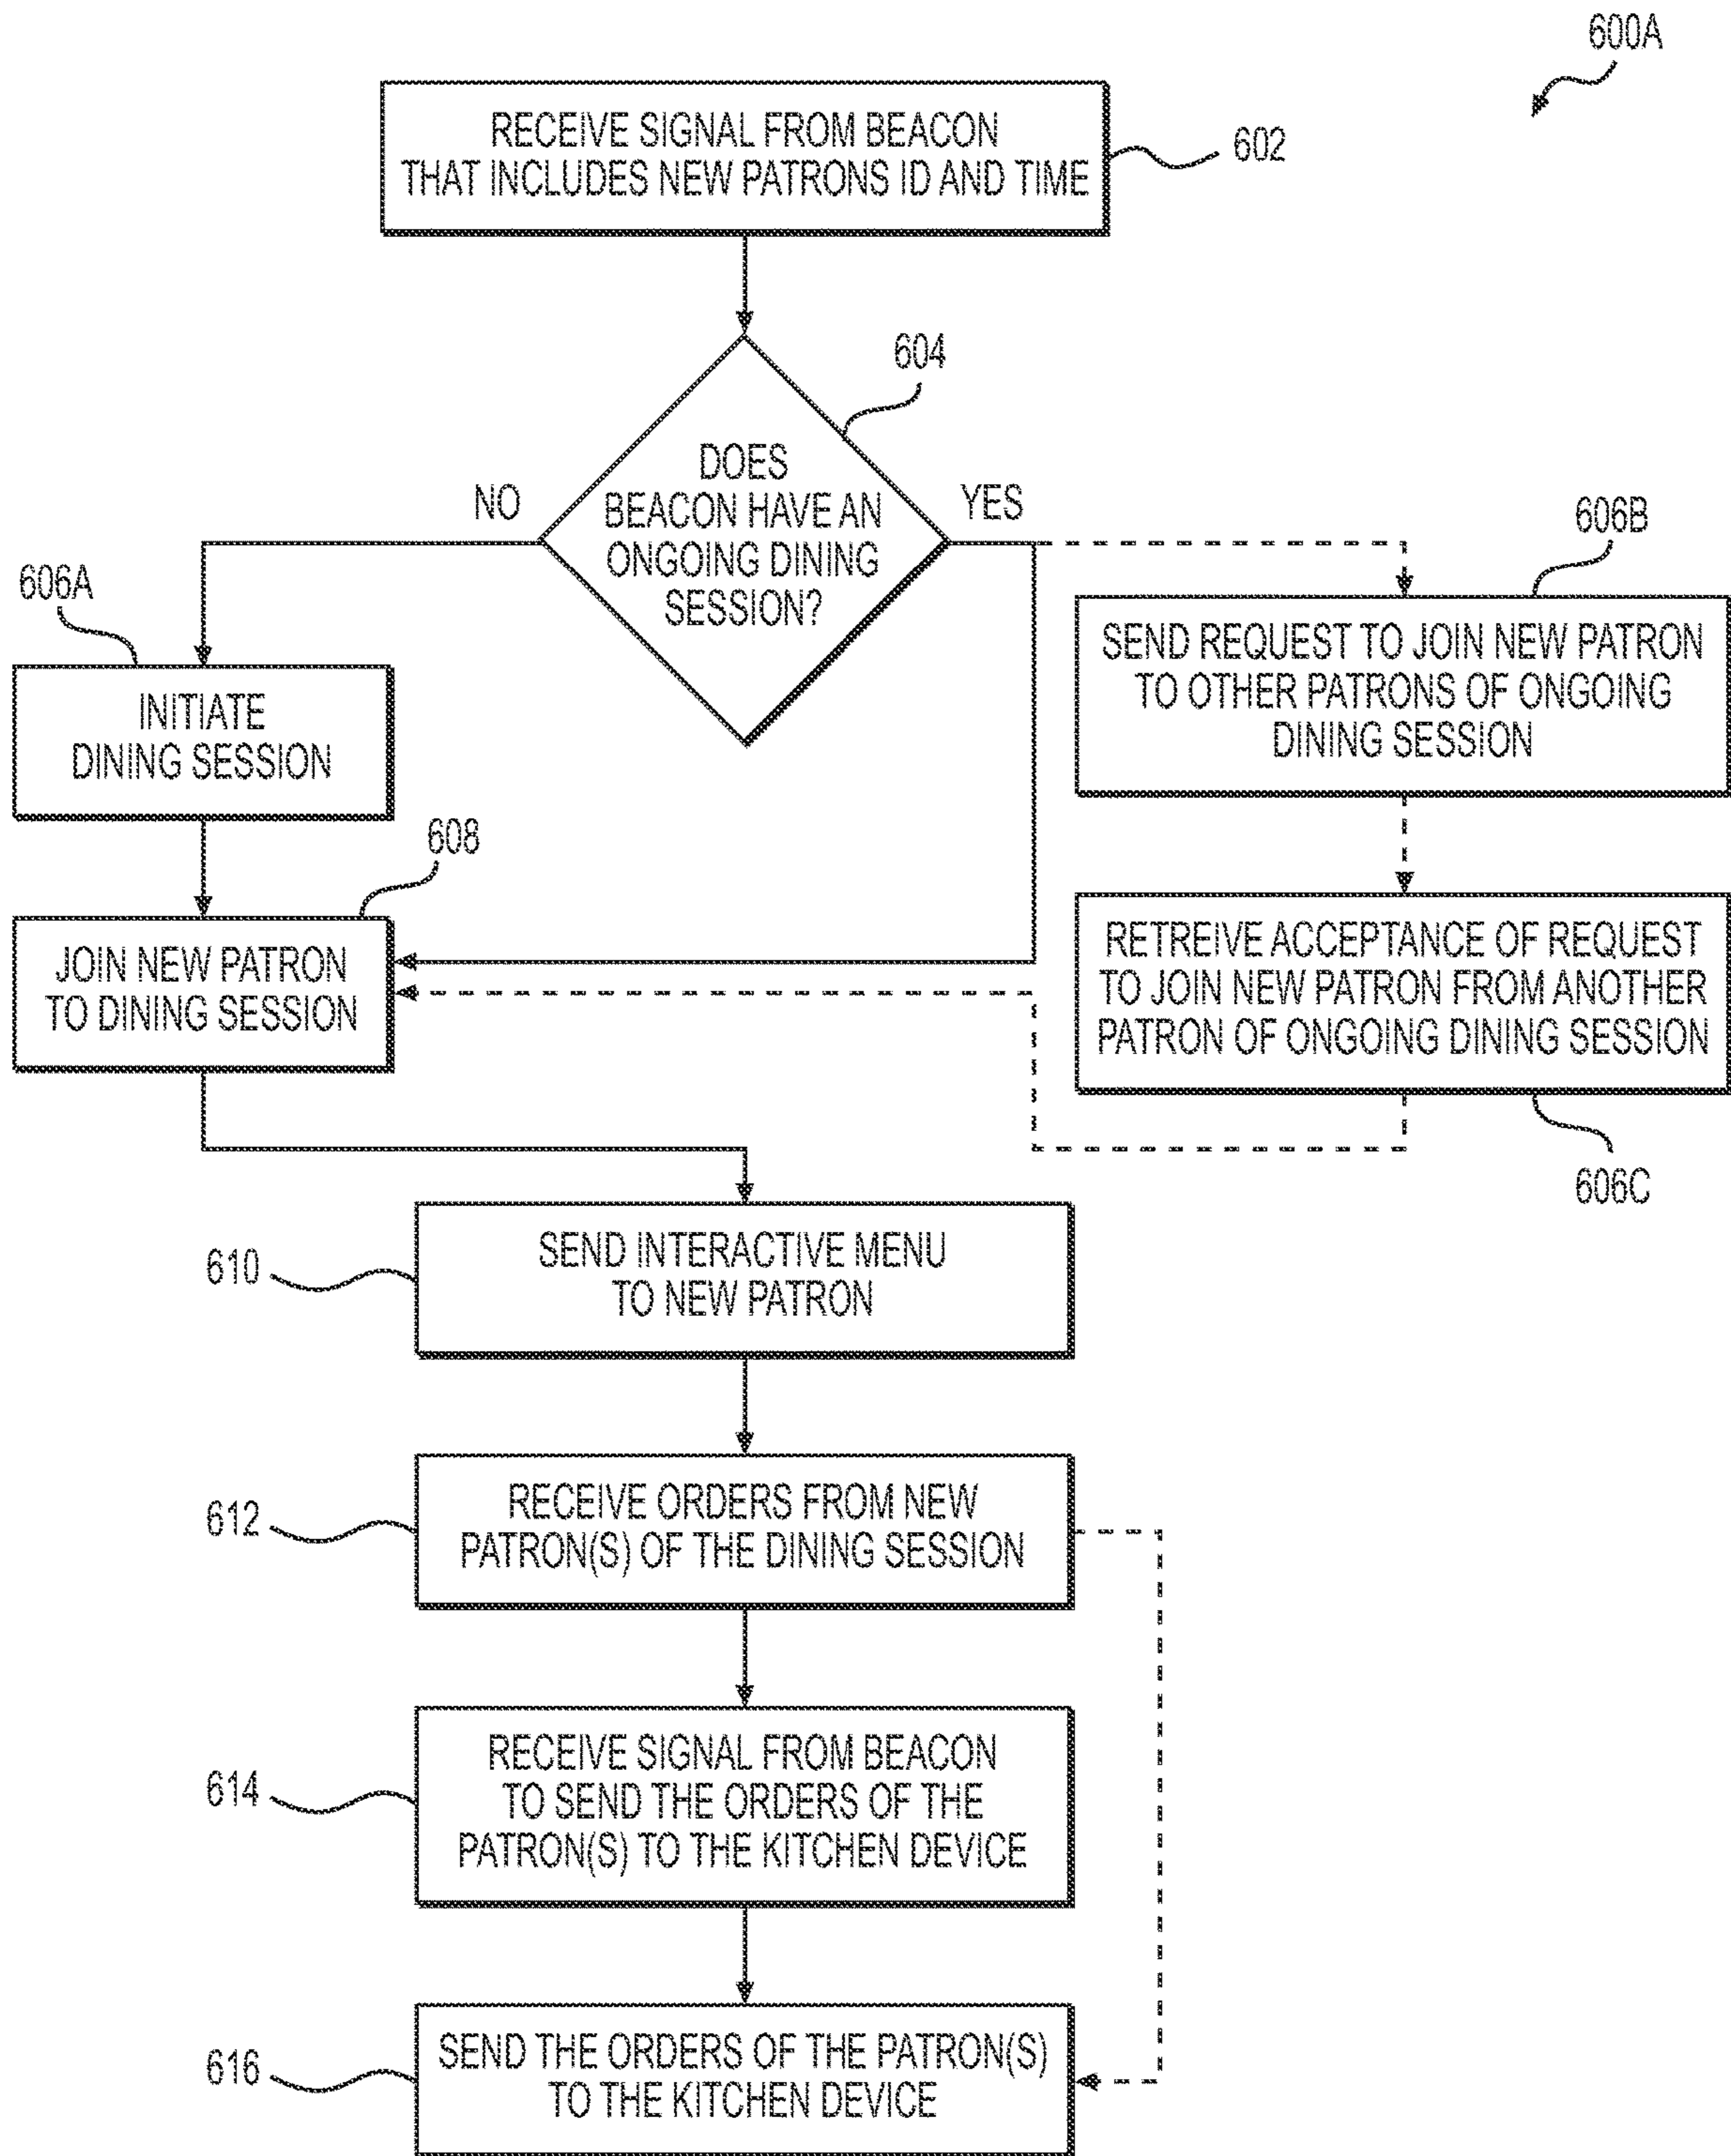 600A
RECEIVE SIGNAL FROM BEACON
THAT INCLUDES NEW PATRONS ID AND TIME
602
604
DOES
BEACON HAVE AN
ONGOING DINING
SESSION?
NO
YES
606A
INITIATE
DINING SESSION
606B
SEND REQUEST TO JOIN NEW PATRON
TO OTHER PATRONS OF ONGOING
DINING SESSION
608
JOIN NEW PATRON
TO DINING SESSION
RETREIVE ACCEPTANCE OF REQUEST
TO JOIN NEW PATRON FROM ANOTHER
PATRON OF ONGOING DINING SESSION
606C
610
SEND INTERACTIVE MENU
TO NEW PATRON
612
RECEIVE ORDERS FROM NEW
PATRON(S) OF THE DINING SESSION
614
RECEIVE SIGNAL FROM BEACON
TO SEND THE ORDERS OF THE
PATRON(S) TO THE KITCHEN DEVICE
616
SEND THE ORDERS OF THE PATRON(S)
TO THE KITCHEN DEVICE